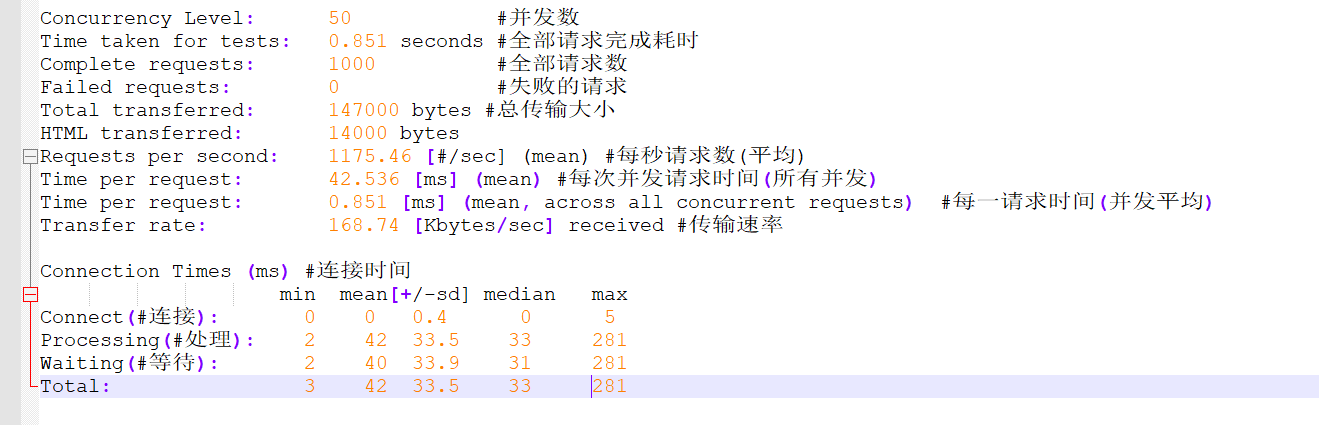 Concurrency Level: 50 #并发数
Time taken for tests: 0.851 seconds #全部请求完成耗时
Complete requests: 1000 #全部请求数
Failed requests: 0 #失败的请求
Total transferred: 147000 bytes #总传输大小
HTML transferred: 14000 bytes
Requests per second: 1175.46 [#/sec] (mean) #每秒请求数(平均)
Time per request: 42.536 [ms] (mean) #每次并发请求时间(所有并发)
Time per request: 0.851 [ms] (mean, across all concurrent requests) #每一请求时间(并发平均)
Transfer rate: 168.74 [Kbytes/sec] received #传输速率
Connection Times (ms) #连接时间
min mean[+/-sd] median max
Connect(#连接): 0 0 0.4 0 5
Processing(#处理): 2 42 33.5 33 281
Waiting(#等待): 2 40 33.9 31 281
Total: 3 42 33.5 33 281